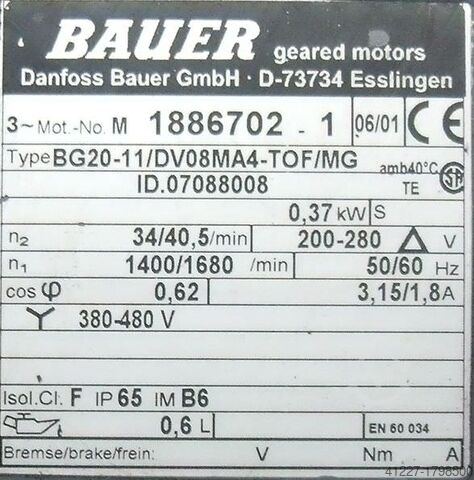 BAUER geared motors
Danfoss Bauer GmbH · D-73734 Esslingen
3~ Mot.-No. M 1886702 - 1 06/01 CE
Type BG20-11/DV08MA4-TOF/MG amb40°C SA
ID.07088008 TE
0,37 kW S
n₂ 34/40,5/min 200-280 Δ V
n₁ 1400/1680 /min 50/60 Hz
cos φ 0,62 3,15/1,8 A
Y 380-480 V
Isol.Cl. F IP 65 IM B6
0,6 L EN 60 034
Bremse/brake/frein: V Nm A